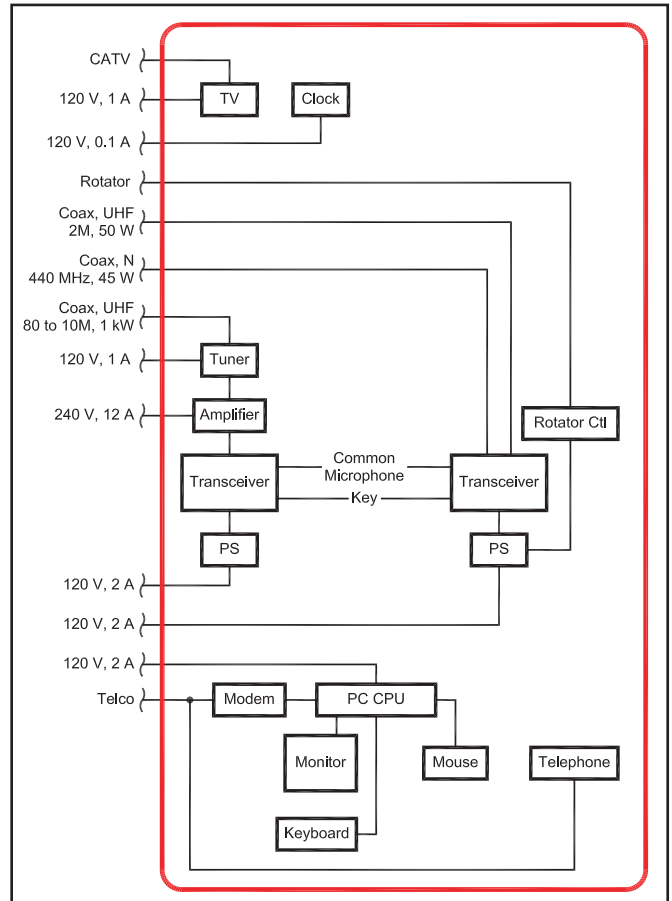 CATV
120 V, 1 A
TV
Clock
120 V, 0.1 A
Rotator
Coax, UHF
2M, 50 W
Coax, N
440 MHz, 45 W
Coax, UHF
80 to 10M, 1 kW
120 V, 1 A
Tuner
240 V, 12 A
Amplifier
Rotator Ctl
Transceiver
Common
Microphone
Key
Transceiver
PS
PS
120 V, 2 A
120 V, 2 A
120 V, 2 A
Telco
Modem
PC CPU
Monitor
Mouse
Telephone
Keyboard